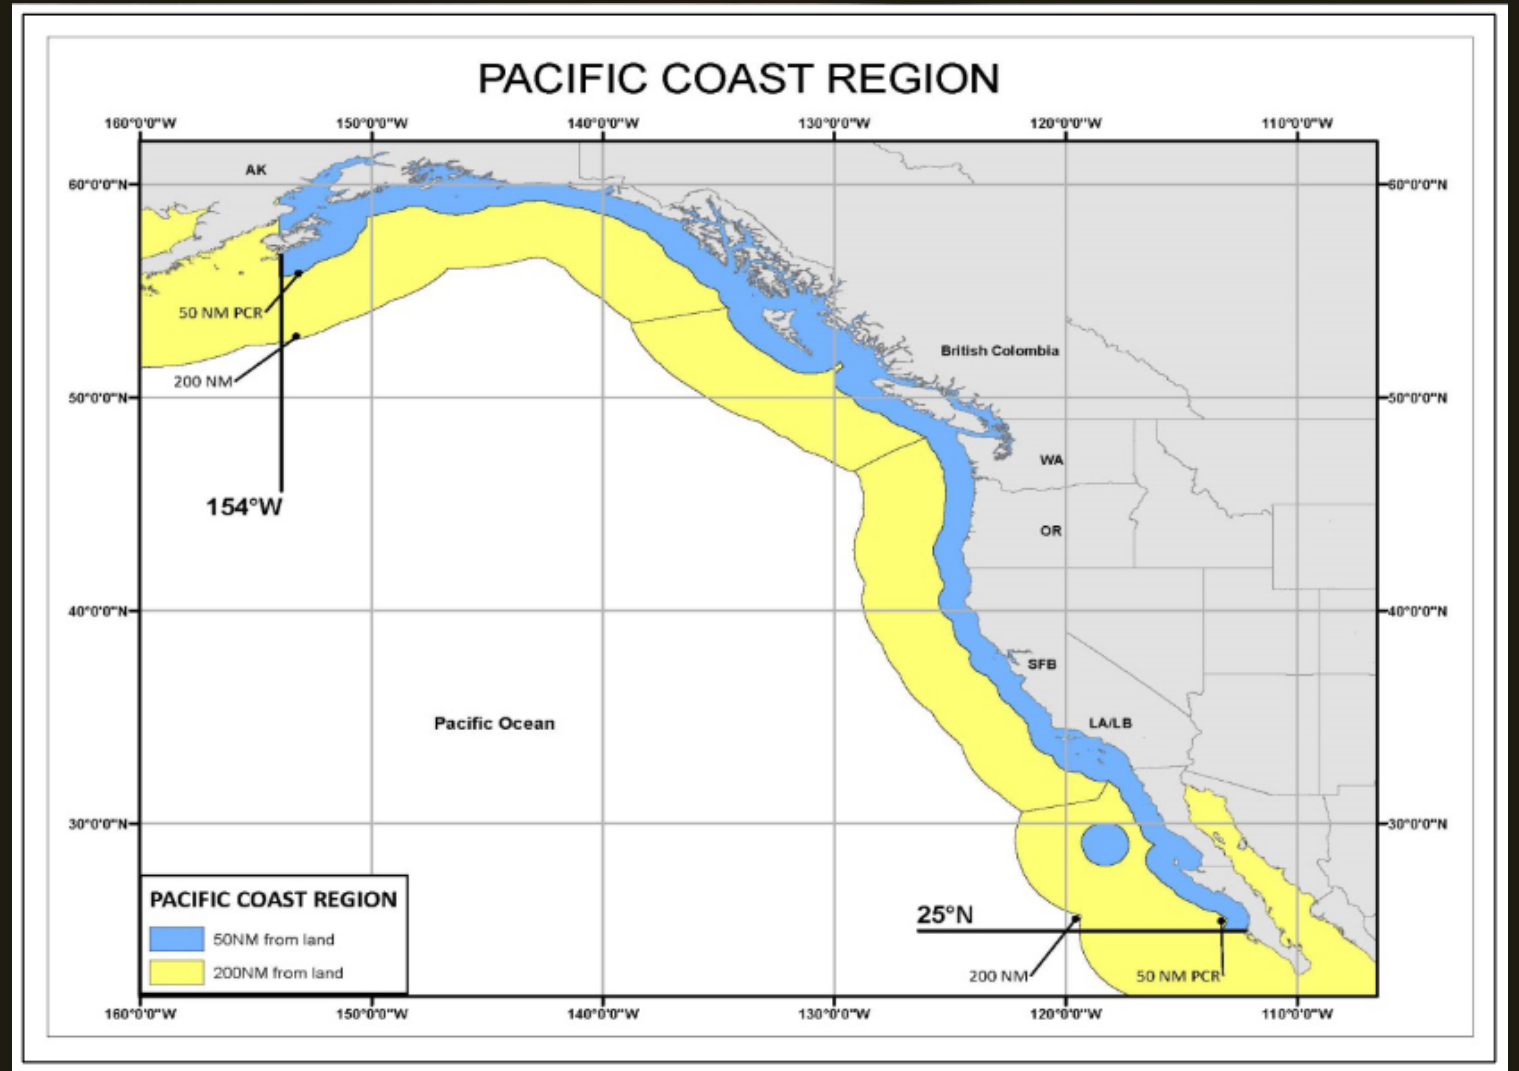 PACIFIC COAST REGION
160°0'0"W 150°0'0"W 140°0'0"W 130°0'0"W 120°0'0"W 110°0'0"W
AK
60°0'0"N 60°0'0"N
50 NM PCR
British Colombia
200 NM
50°0'0"N 50°0'0"N
WA
154°W
OR
40°0'0"N 40°0'0"N
SFB
Pacific Ocean
LA/LB
30°0'0"N 30°0'0"N
PACIFIC COAST REGION
50NM from land
200NM from land
25°N
200 NM
50 NM PCR
160°0'0"W 150°0'0"W 140°0'0"W 130°0'0"W 120°0'0"W 110°0'0"W